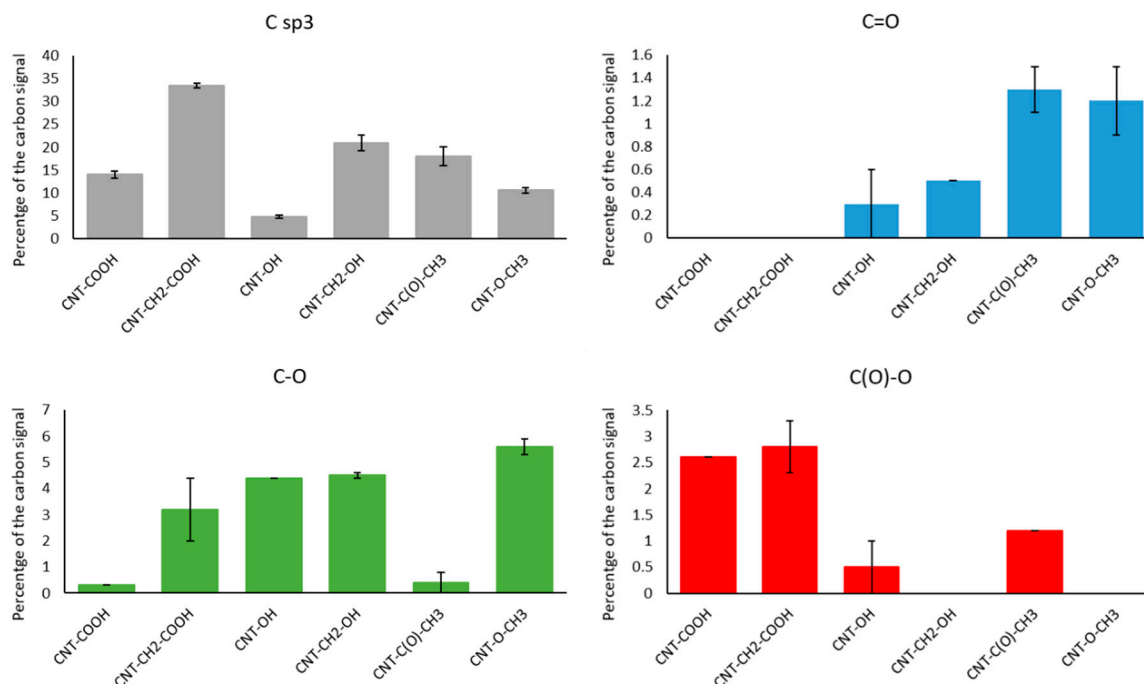 C sp3
Percentge of the carbon signal
40
35
30
25
20
15
10
5
0
CNT-COOH
CNT-CH2-COOH
CNT-OH
CNT-CH2-OH
CNT-C(O)-CH3
CNT-O-CH3
C=O
Percentge of the carbon signal
1.6
1.4
1.2
1
0.8
0.6
0.4
0.2
0
CNT-COOH
CNT-CH2-COOH
CNT-OH
CNT-CH2-OH
CNT-C(O)-CH3
CNT-O-CH3
C-O
Percentge of the carbon signal
7
6
5
4
3
2
1
0
CNT-COOH
CNT-CH2-COOH
CNT-OH
CNT-CH2-OH
CNT-C(O)-CH3
CNT-O-CH3
C(O)-O
Percentge of the carbon signal
3.5
3
2.5
2
1.5
1
0.5
0
CNT-COOH
CNT-CH2-COOH
CNT-OH
CNT-CH2-OH
CNT-C(O)-CH3
CNT-O-CH3